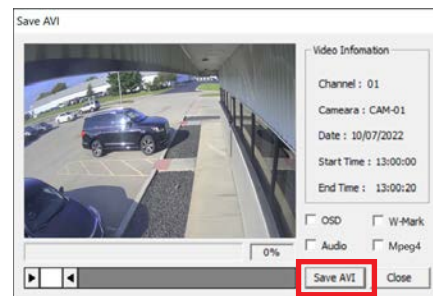 Save AVI
Video Infomation
Channel : 01
Cameara : CAM-01
Date : 10/07/2022
Start Time : 13:00:00
End Time : 13:00:20
OSD W-Mark
Audio Mpeg4
0%
Save AVI Close